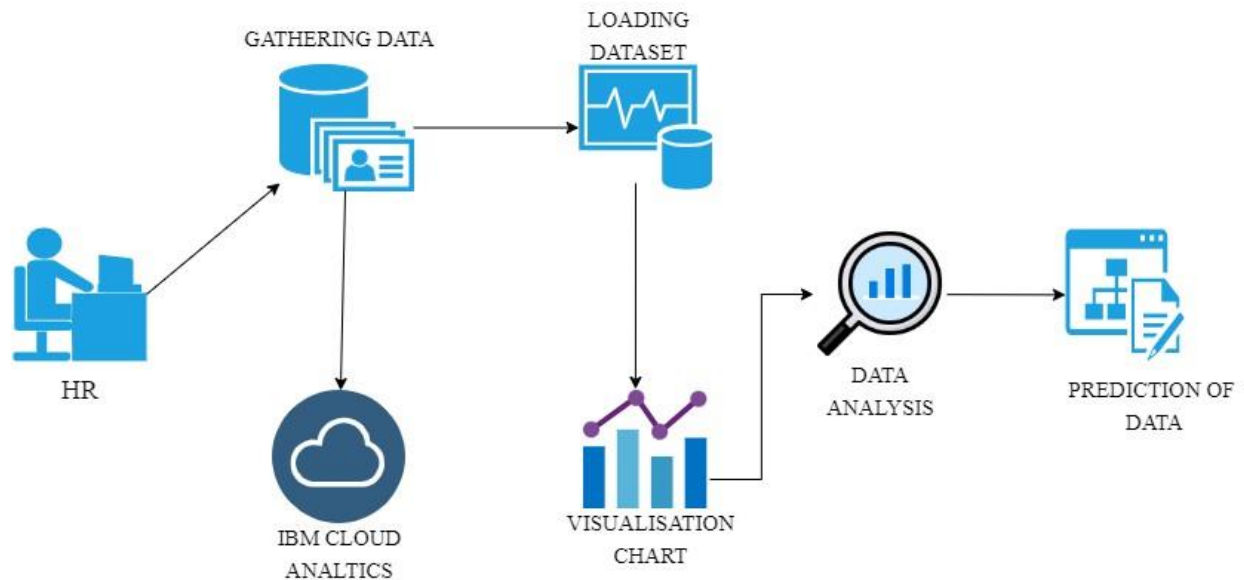 GATHERING DATA
LOADING
DATASET
HR
IBM CLOUD
ANALTICS
VISUALISATION
CHART
DATA
ANALYSIS
PREDICTION OF
DATA